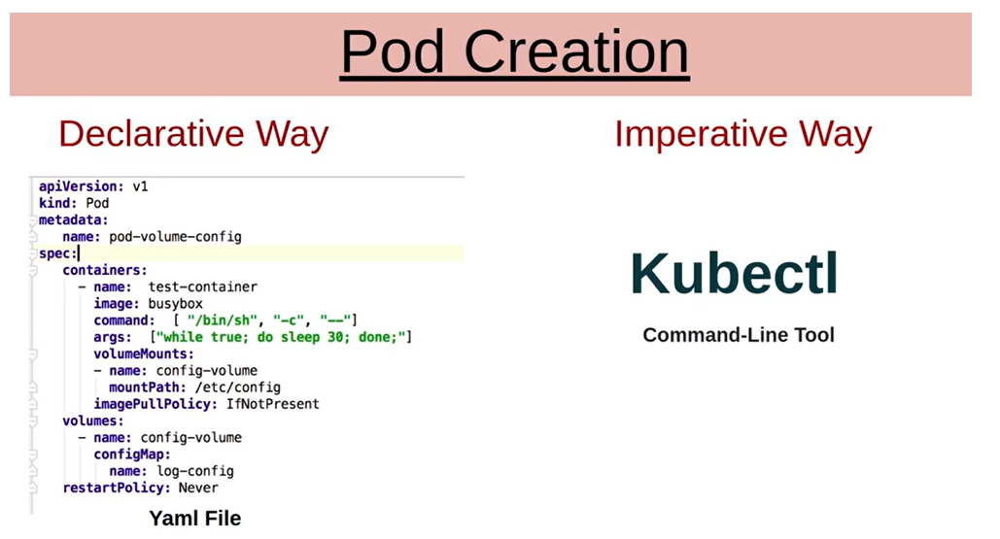 Pod Creation
Declarative Way
apiVersion: v1
kind: Pod
metadata:
   name: pod-volume-config
spec:
   containers:
     - name:  test-container
       image: busybox
       command:  [ "/bin/sh", "-c", "--"]
       args:  ["while true; do sleep 30; done;"]
       volumeMounts:
       - name: config-volume
         mountPath: /etc/config
       imagePullPolicy: IfNotPresent
   volumes:
     - name: config-volume
       configMap:
         name: log-config
   restartPolicy: Never
Yaml File
Imperative Way
Kubectl
Command-Line Tool